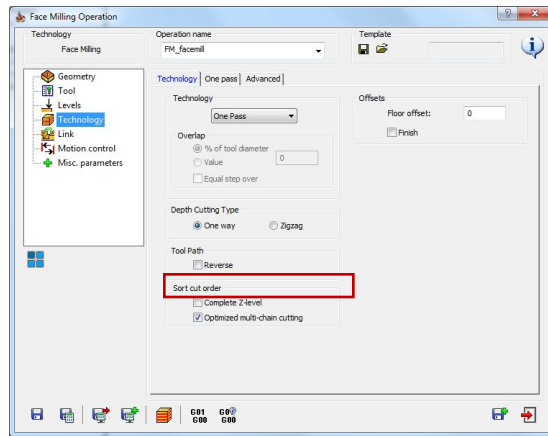 Face Milling Operation
Technology
Face Milling
Operation name
FM_facemill
Template
Geometry
Tool
Levels
Technology
Link
Motion control
Misc. parameters
Technology
One pass
Advanced
Technology
One Pass
Overlap
% of tool diameter
Value
0
Equal step over
Depth Cutting Type
One way
Zigzag
Tool Path
Reverse
Sort cut order
Complete Z-level
Optimized multi-chain cutting
Offsets
Floor offset:
0
Finish
G01
G00
G0?
G00